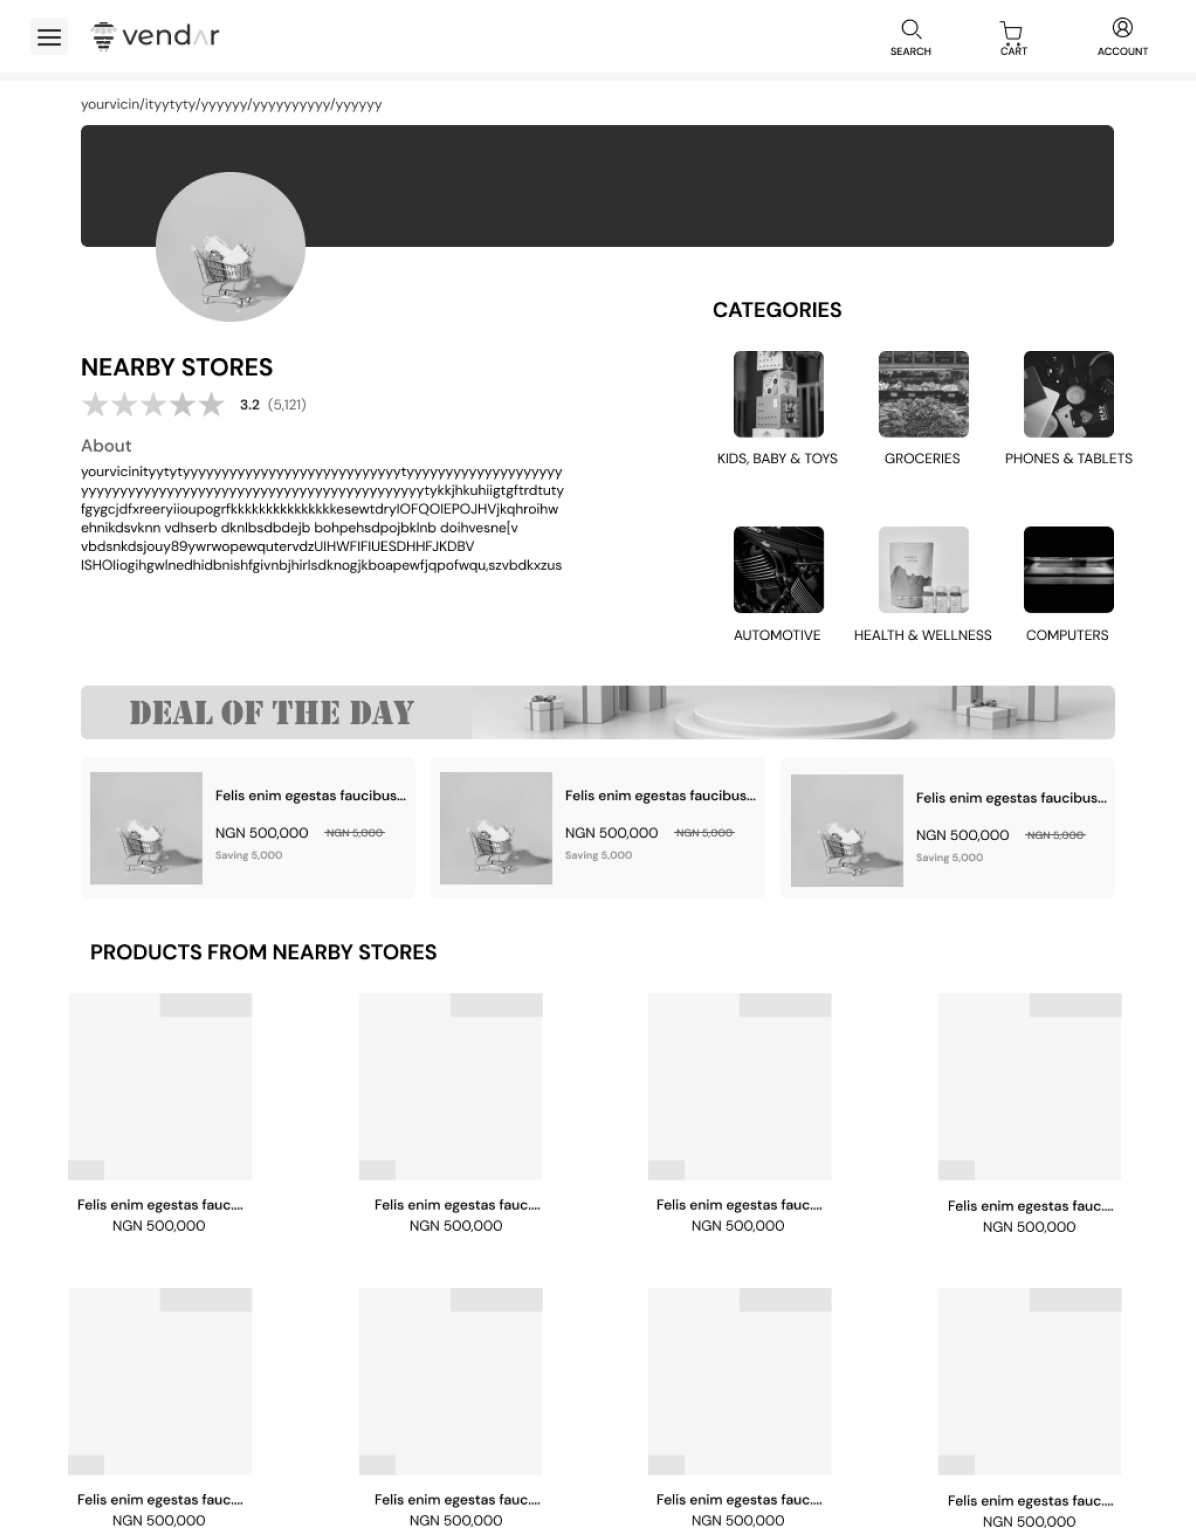 vendar
SEARCH
CART
ACCOUNT
yourvicin/ityytyty/yyyyyy/yyyyyyyyyy/yyyyyy
CATEGORIES
NEARBY STORES
3.2 (5,121)
About
yourvicinityytytyyyyyyyyyyyyyyyyyyyyyyyyyyyytyyyyyyyyyyyyyyyyyyyy
yyyyyyyyyyyyyyyyyyyyyyyyyyyyyyyyyyyyyyyyyyyytykkjhkuhiigtgftrdtuty
fgygcjdfxreeryiioupogrfkkkkkkkkkkkkkkkesewtdryIOFQOIEPOJHVjkqhroihw
ehnikdsvknn vdhserb dknlbsdbdejb bohpehsdpojbklnb doihvesne[v
vbdsnkdsjouy89ywrwopewqutervdzUIHWFIFIUESDHHFJKDBV
ISHOIiogihgwlnedhidbnishfgivnbjhirlsdknogjkboapewfjqpofwqu,szvbdkxzus
KIDS, BABY & TOYS
GROCERIES
PHONES & TABLETS
AUTOMOTIVE
HEALTH & WELLNESS
COMPUTERS
DEAL OF THE DAY
Felis enim egestas faucibus...
NGN 500,000 NGN 5,000
Saving 5,000
Felis enim egestas faucibus...
NGN 500,000 NGN 5,000
Saving 5,000
Felis enim egestas faucibus...
NGN 500,000 NGN 5,000
Saving 5,000
PRODUCTS FROM NEARBY STORES
Felis enim egestas fauc....
NGN 500,000
Felis enim egestas fauc....
NGN 500,000
Felis enim egestas fauc....
NGN 500,000
Felis enim egestas fauc....
NGN 500,000
Felis enim egestas fauc....
NGN 500,000
Felis enim egestas fauc....
NGN 500,000
Felis enim egestas fauc....
NGN 500,000
Felis enim egestas fauc....
NGN 500,000